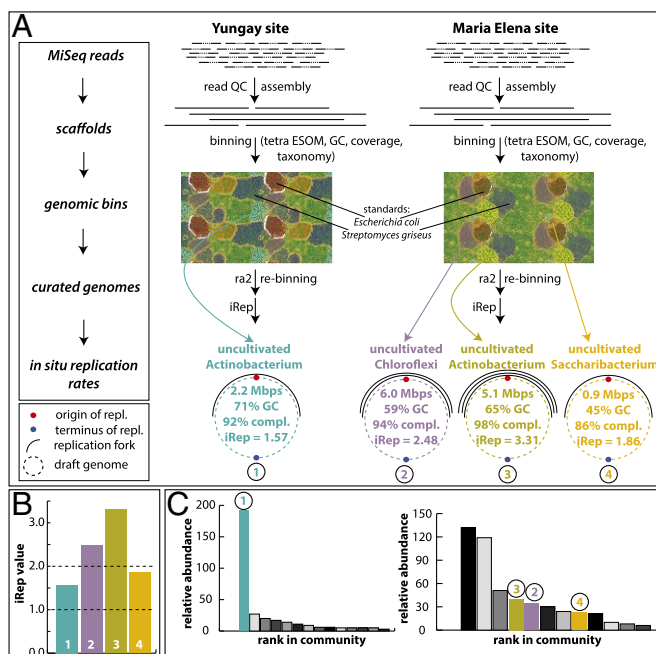 A
Yungay site
Maria Elena site
MiSeq reads
scaffolds
genomic bins
curated genomes
in situ replication
rates
read QC assembly
read QC assembly
binning (tetra ESOM, GC, coverage,
taxonomy)
binning (tetra ESOM, GC, coverage,
taxonomy)
standards:
Escherichia coli
Streptomyces griseus
ra2 re-binning
iRep
ra2 re-binning
iRep
uncultivated
Actinobacterium
2.2 Mbps
71% GC
92% compl.
iRep = 1.57
1
uncultivated
Chloroflexi
6.0 Mbps
59% GC
94% compl.
iRep = 2.48
2
uncultivated
Actinobacterium
5.1 Mbps
65% GC
98% compl.
iRep = 3.31
3
uncultivated
Saccharibacterium
0.9 Mbps
45% GC
86% compl.
iRep = 1.86
4
origin of repl.
terminus of repl.
replication fork
draft genome
B
iRep value
3.0
2.0
1.0
0.0
1 2 3 4
C
relative abundance
200
150
100
50
0
1
rank in community
relative abundance
150
120
90
60
30
0
3 2 4
rank in community